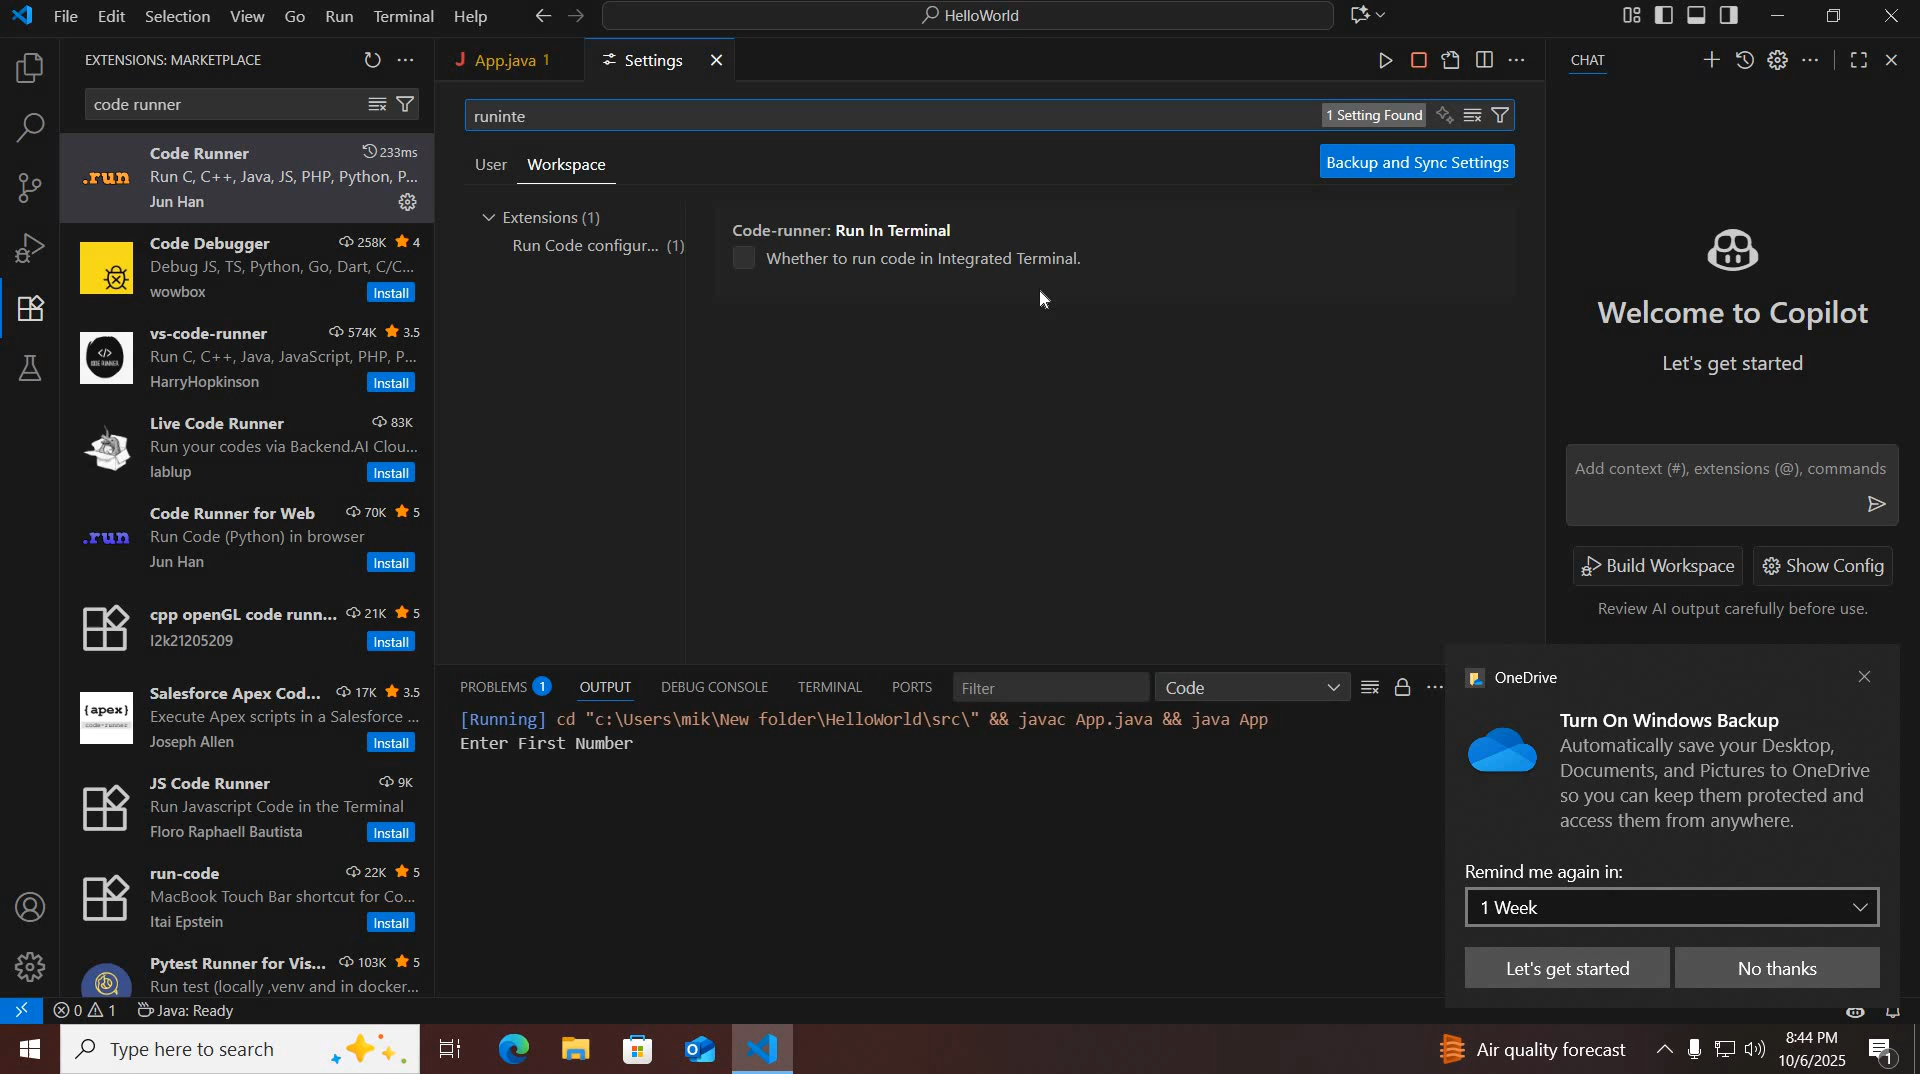 File Edit Selection View Go Run Terminal Help
HelloWorld
EXTENSIONS: MARKETPLACE
code runner
Code Runner 233ms
Run C, C++, Java, JS, PHP, Python, P...
Jun Han
Code Debugger 258K 4
Debug JS, TS, Python, Go, Dart, C/C...
wowbox Install
vs-code-runner 574K 3.5
Run C, C++, Java, JavaScript, PHP, P...
HarryHopkinson Install
Live Code Runner 83K
Run your codes via Backend.AI Clou...
lablup Install
Code Runner for Web 70K 5
Run Code (Python) in browser
Jun Han Install
cpp openGL code runn... 21K 5
l2k21205209 Install
Salesforce Apex Cod... 17K 3.5
Execute Apex scripts in a Salesforce ...
Joseph Allen Install
JS Code Runner 9K
Run Javascript Code in the Terminal
Floro Raphaell Bautista Install
run-code 22K 5
MacBook Touch Bar shortcut for Co...
Itai Epstein Install
Pytest Runner for Vis... 103K 5
Run test (locally ,venv and in docker...
.run
.run
{apex}
code-runner
App.java 1
Settings
runinte
1 Setting Found
User Workspace
Backup and Sync Settings
Extensions (1)
Run Code configur... (1)
Code-runner: Run In Terminal
Whether to run code in Integrated Terminal.
PROBLEMS 1 OUTPUT DEBUG CONSOLE TERMINAL PORTS
Filter
Code
[Running] cd "c:\Users\mik\New folder\HelloWorld\src\" && javac App.java && java App
Enter First Number
CHAT
Welcome to Copilot
Let's get started
Add context (#), extensions (@), commands
Build Workspace Show Config
Review AI output carefully before use.
OneDrive
Turn On Windows Backup
Automatically save your Desktop,
Documents, and Pictures to OneDrive
so you can keep them protected and
access them from anywhere.
Remind me again in:
1 Week
Let's get started No thanks
0 1 Java: Ready
Type here to search
Air quality forecast
8:44 PM
10/6/2025
1